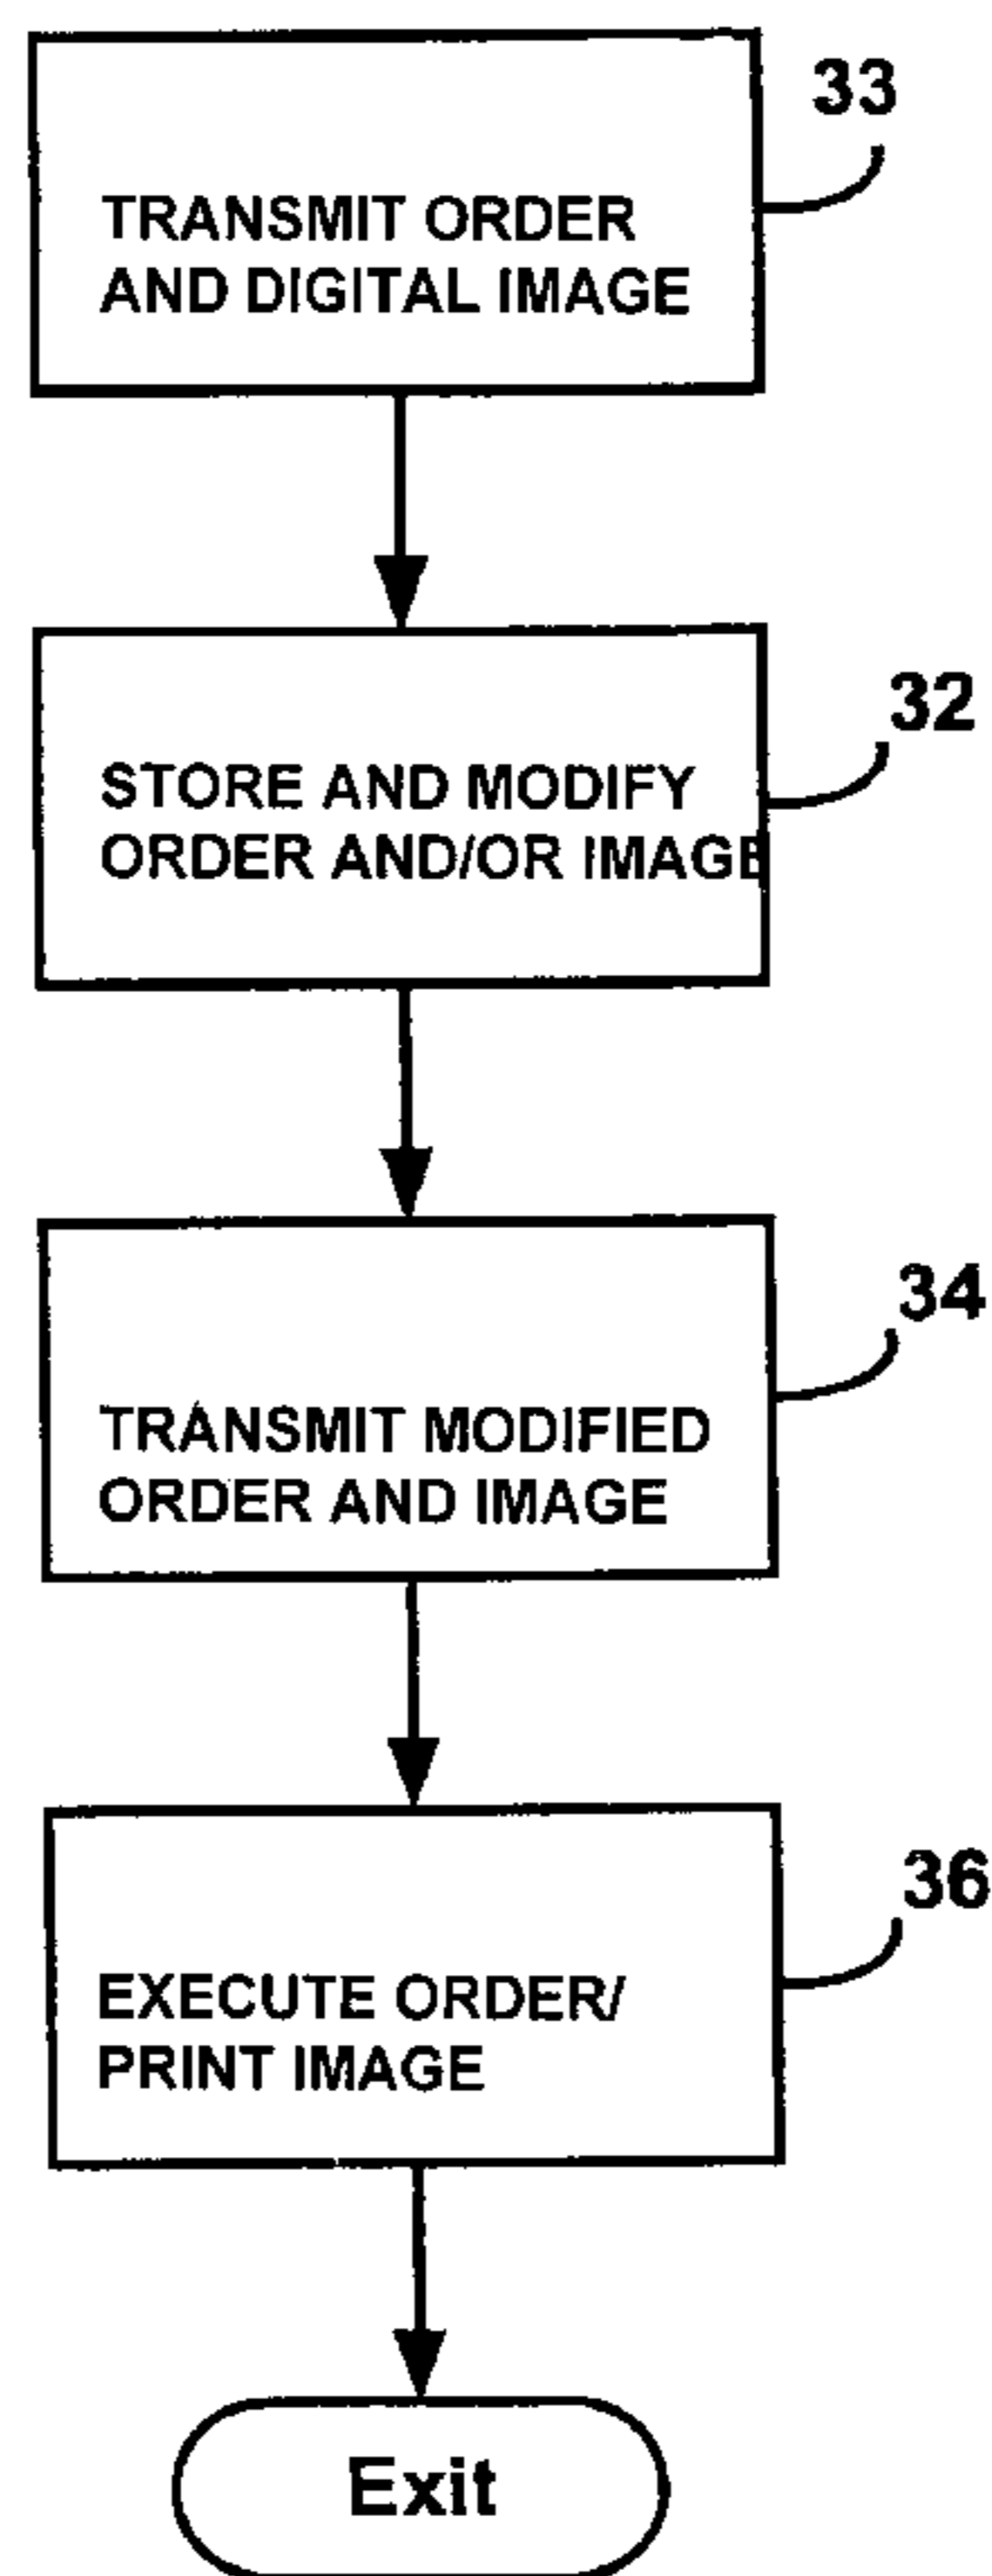 33
TRANSMIT ORDER
AND DIGITAL IMAGE
32
STORE AND MODIFY
ORDER AND/OR IMAGE
34
TRANSMIT MODIFIED
ORDER AND IMAGE
36
EXECUTE ORDER/
PRINT IMAGE
Exit